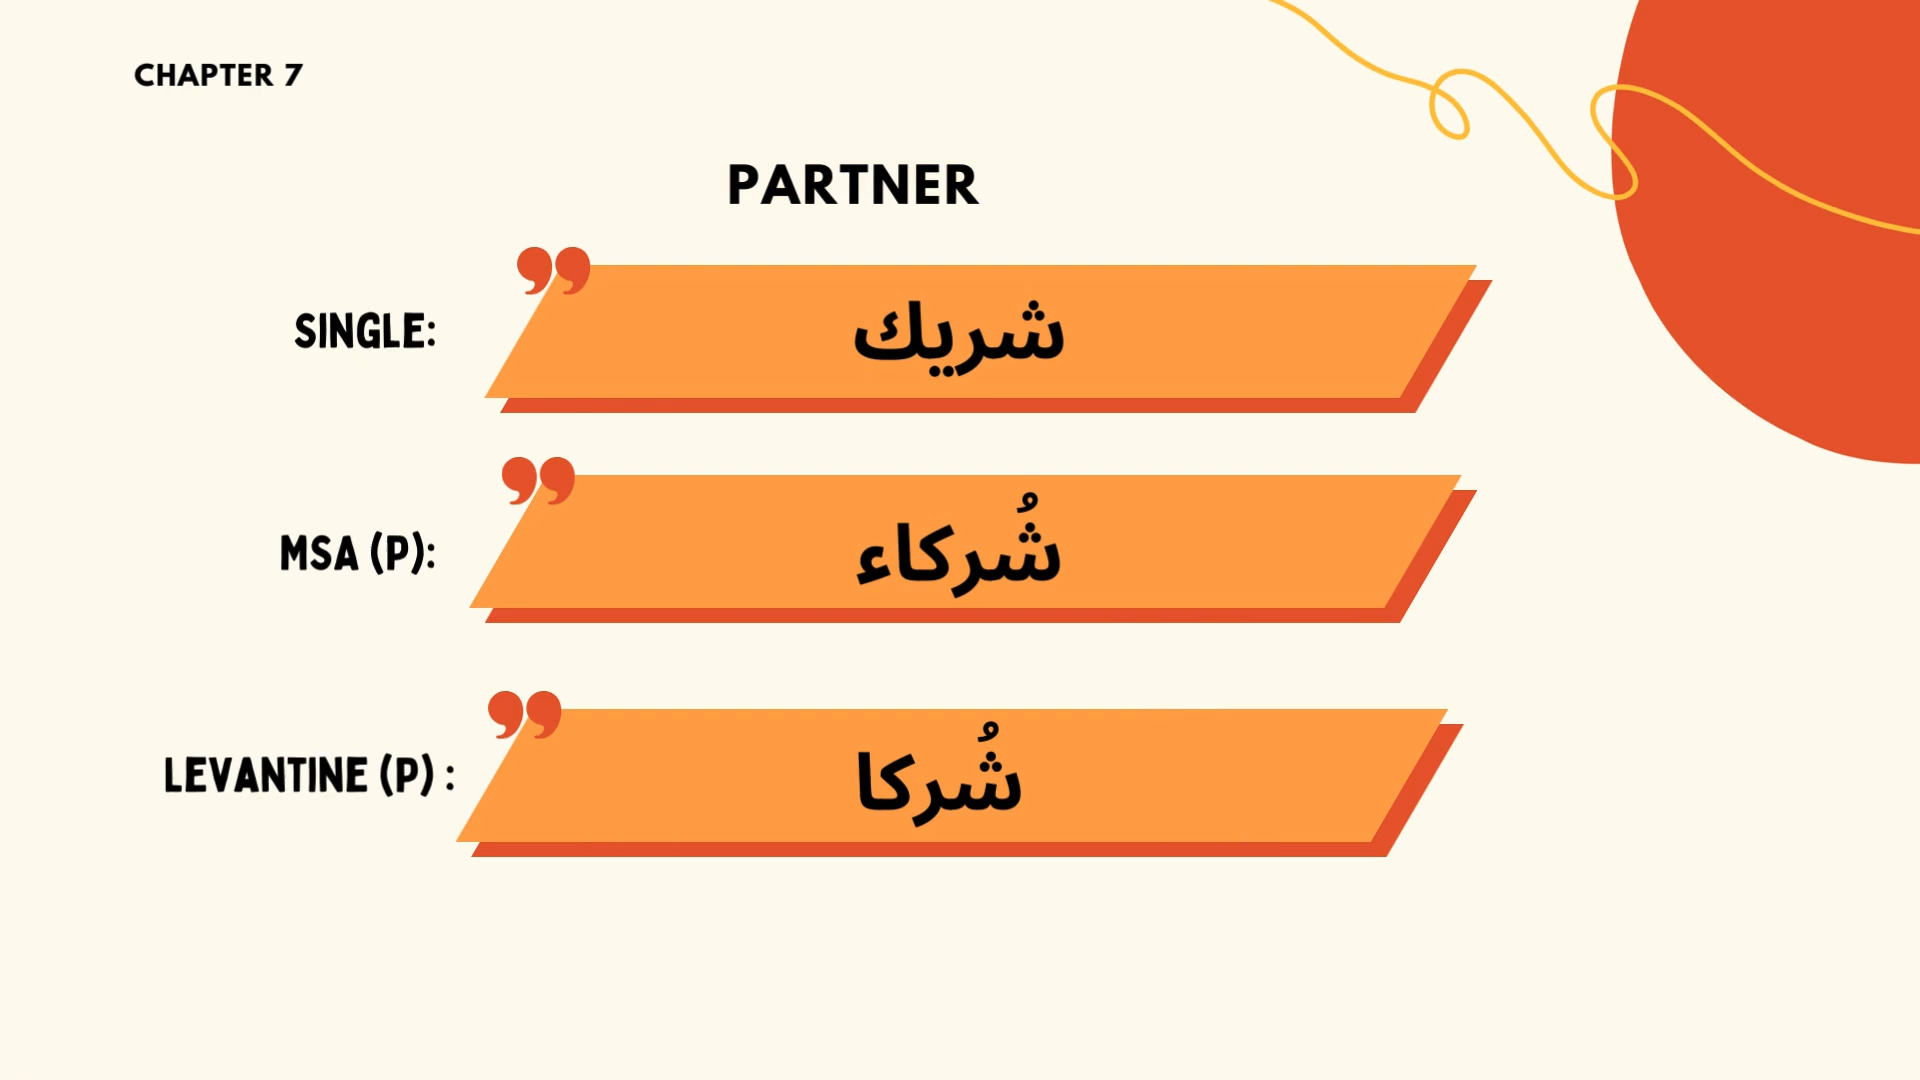 CHAPTER 7
PARTNER
SINGLE:
شريك
MSA (P):
شُركاء
LEVANTINE (P) :
شُركا